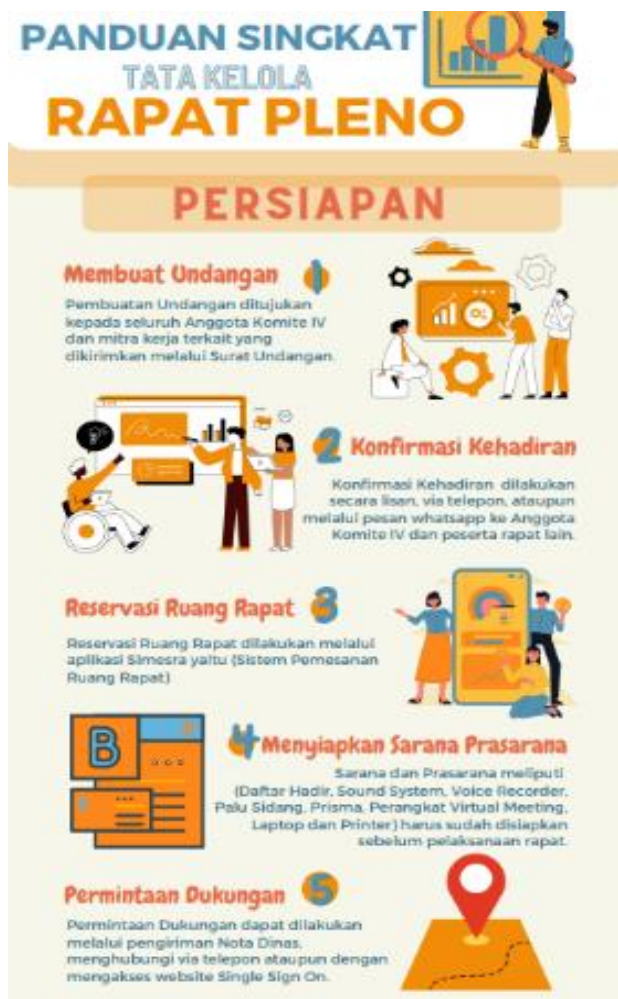 PANDUAN SINGKAT
TATA KELOLA
RAPAT PLENO
PERSIAPAN
Membuat Undangan 1
Pembuatan Undangan ditujukan
kepada seluruh Anggota Komite IV
dan mitra kerja terkait yang
dikirimkan melalui Surat Undangan.
2 Konfirmasi Kehadiran
Konfirmasi Kehadiran dilakukan
secara lisan, via telepon, ataupun
melalui pesan whatsapp ke Anggota
Komite IV dan peserta rapat lain.
Reservasi Ruang Rapat 3
Reservasi Ruang Rapat dilakukan melalui
aplikasi Simesra yaitu (Sistem Pemesanan
Ruang Rapat)
B
4 Menyiapkan Sarana Prasarana
Sarana dan Prasarana meliputi
(Daftar Hadir, Sound System, Voice Recorder,
Palu Sidang, Prisma, Perangkat Virtual Meeting,
Laptop dan Printer) harus sudah disiapkan
sebelum pelaksanaan rapat.
Permintaan Dukungan 5
Permintaan Dukungan dapat dilakukan
melalui pengiriman Nota Dinas,
menghubungi via telepon ataupun dengan
mengakses website Single Sign On.